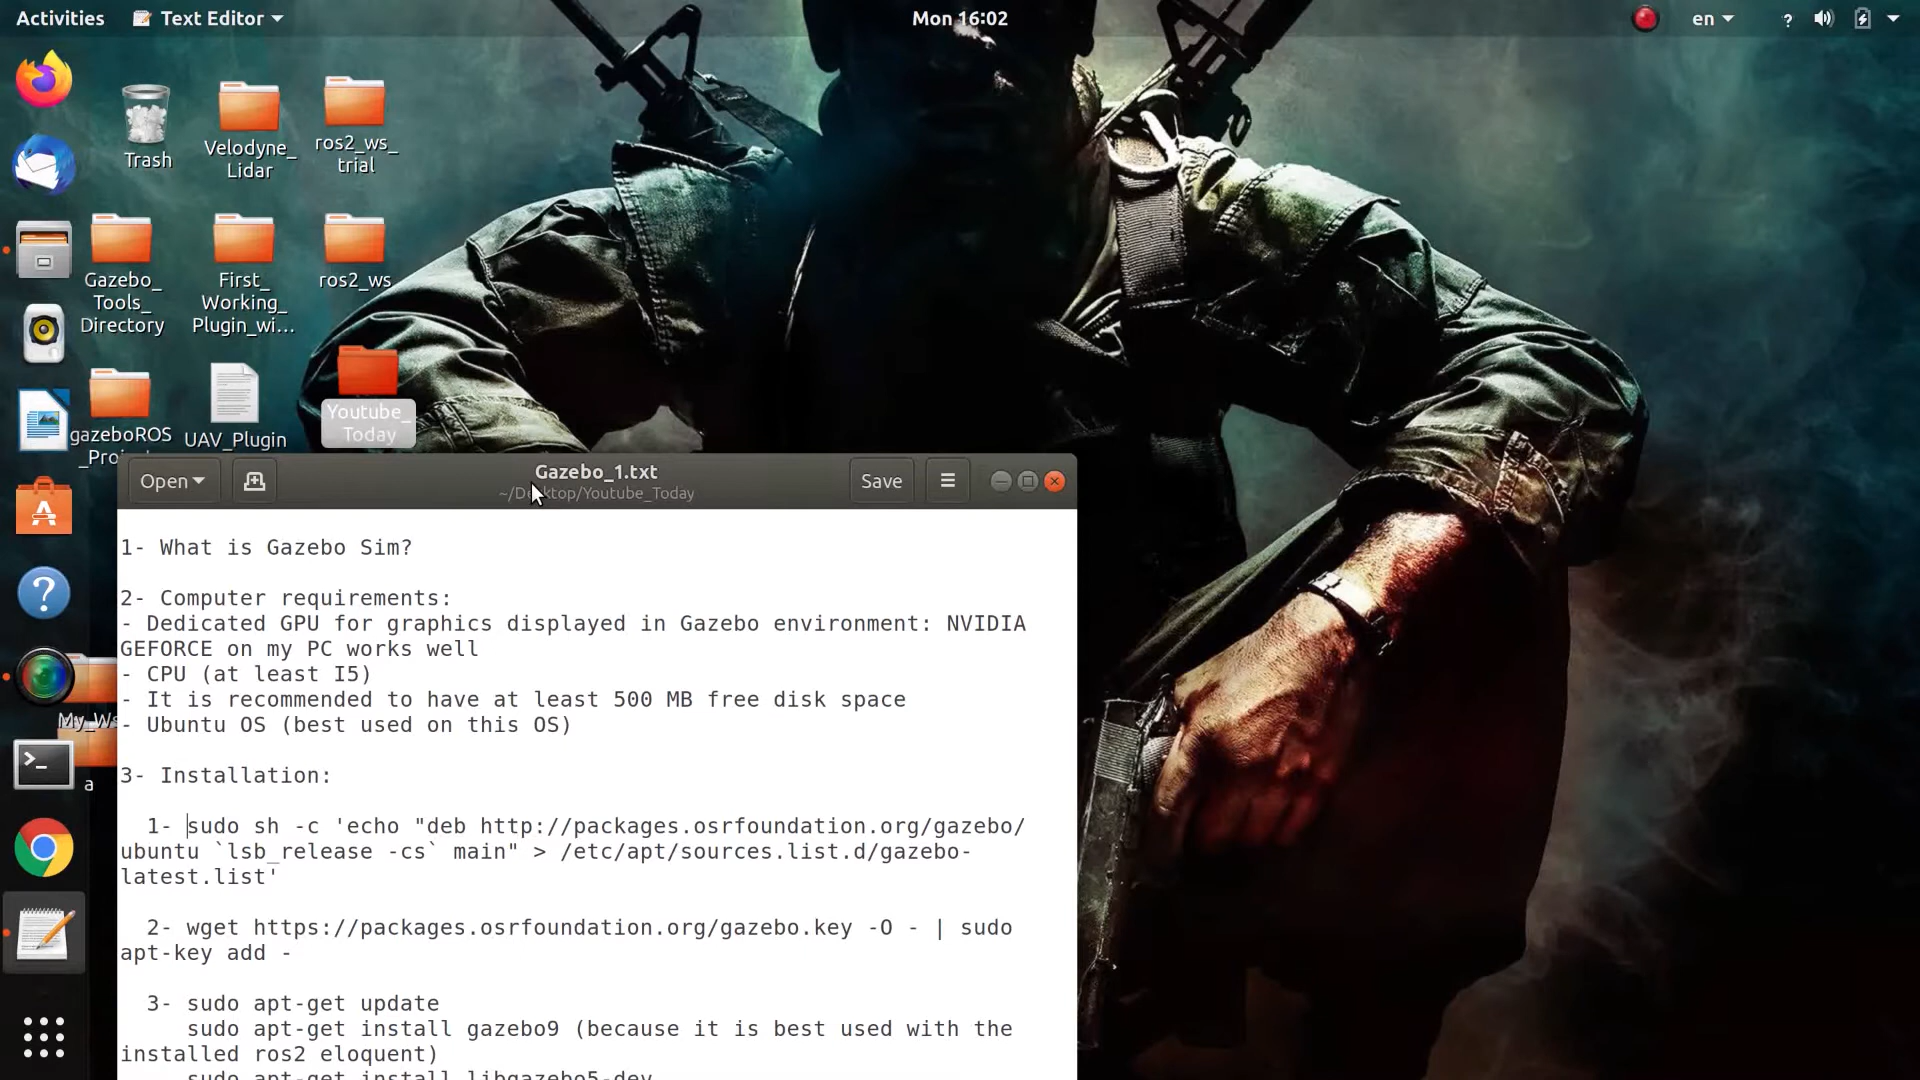 Activities Text Editor Mon 16:02 en ?
Trash
Velodyne_
Lidar
ros2_ws_
trial
Gazebo_
Tools_
Directory
First_
Working_
Plugin_wi...
ros2_ws
gazeboROS
UAV_Plugin
Youtube_
Today
Open
Gazebo_1.txt
Save
1- What is Gazebo Sim?
2- Computer requirements:
- Dedicated GPU for graphics displayed in Gazebo environment: NVIDIA
GEFORCE on my PC works well
- CPU (at least I5)
- It is recommended to have at least 500 MB free disk space
- Ubuntu OS (best used on this OS)
3- Installation:
1- sudo sh -c 'echo "deb http://packages.osrfoundation.org/gazebo/
ubuntu `lsb_release -cs` main" > /etc/apt/sources.list.d/gazebo-
latest.list'
2- wget https://packages.osrfoundation.org/gazebo.key -O - | sudo
apt-key add -
3- sudo apt-get update
sudo apt-get install gazebo9 (because it is best used with the
installed ros2 eloquent)
sudo apt-get install libgazebo5-dev
a